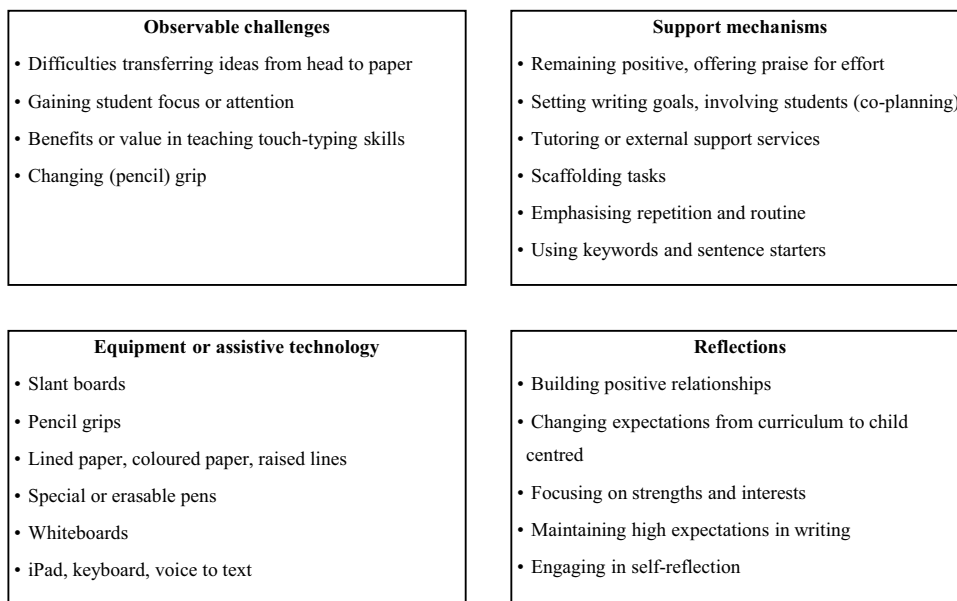 Observable challenges
• Difficulties transferring ideas from head to paper
• Gaining student focus or attention
• Benefits or value in teaching touch-typing skills
• Changing (pencil) grip
Support mechanisms
• Remaining positive, offering praise for effort
• Setting writing goals, involving students (co-planning)
• Tutoring or external support services
• Scaffolding tasks
• Emphasising repetition and routine
• Using keywords and sentence starters
Equipment or assistive technology
• Slant boards
• Pencil grips
• Lined paper, coloured paper, raised lines
• Special or erasable pens
• Whiteboards
• iPad, keyboard, voice to text
Reflections
• Building positive relationships
• Changing expectations from curriculum to child
centred
• Focusing on strengths and interests
• Maintaining high expectations in writing
• Engaging in self-reflection